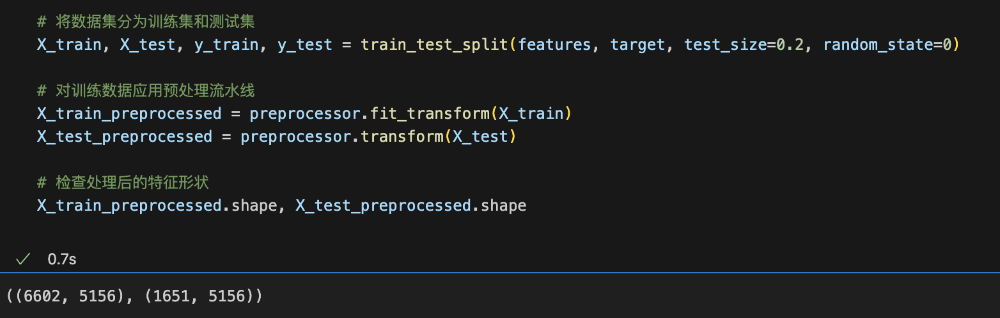 # 将数据集分为训练集和测试集
X_train, X_test, y_train, y_test = train_test_split(features, target, test_size=0.2, random_state=0)
# 对训练数据应用预处理流水线
X_train_preprocessed = preprocessor.fit_transform(X_train)
X_test_preprocessed = preprocessor.transform(X_test)
# 检查处理后的特征形状
X_train_preprocessed.shape, X_test_preprocessed.shape
✓ 0.7s
((6602, 5156), (1651, 5156))